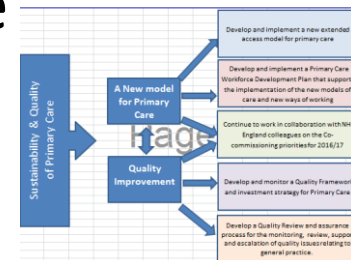 e
Sustainability & Quality
of Primary Care
A New model
for Primary
Care
Quality
Improvement
Develop and implement a new extended
access model for primary care
Develop and implement a Primary Care
Workforce Development Plan that support
the implementation of the new models of
care and new ways of working
Continue to work in collaboration with NH
England colleagues on the Co-
commissioning priorities for 2016/17
Develop and monitor a Quality Framework
and investment strategy for Primary Care
Develop a Quality Review and assurance
process for the monitoring, review, suppor
and escalation of quality issues relating to
general practice.